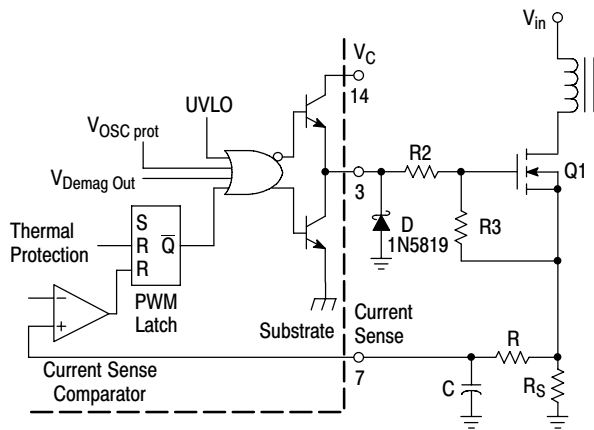 Vin
VC
14
UVLO
VOSC prot
VDemag Out
R2
Q1
3
D
1N5819
R3
Thermal
Protection
S
R
R
Q̅
PWM
Latch
Substrate
Current
Sense
7
Current Sense
Comparator
−
+
R
C
RS